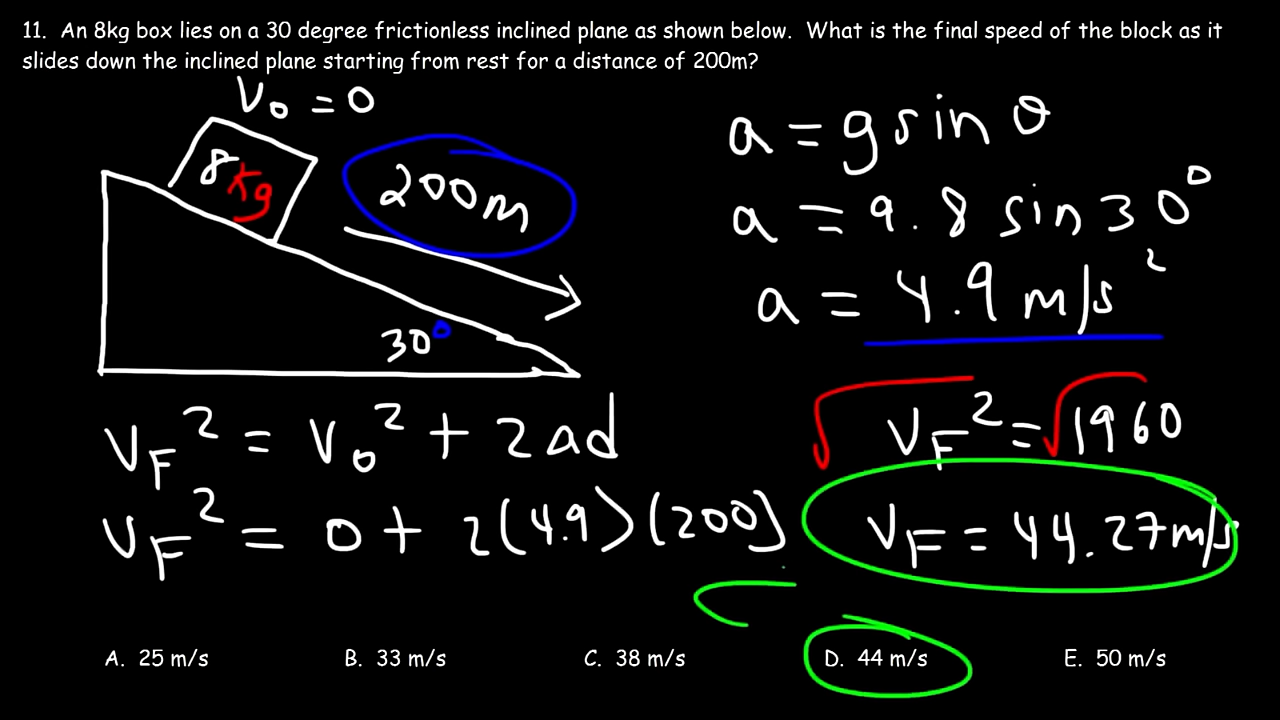 11. An 8kg box lies on a 30 degree frictionless inclined plane as shown below. What is the final speed of the block as it
slides down the inclined plane starting from rest for a distance of 200m?
V₀ = 0
8kg
200m
30°
a = g sin θ
a = 9.8 sin 30°
a = 4.9 m/s²
V_F² = V₀² + 2ad
V_F² = 0 + 2(4.9)(200)
√V_F² = √1960
V_F = 44.27 m/s
A. 25 m/s
B. 33 m/s
C. 38 m/s
D. 44 m/s
E. 50 m/s